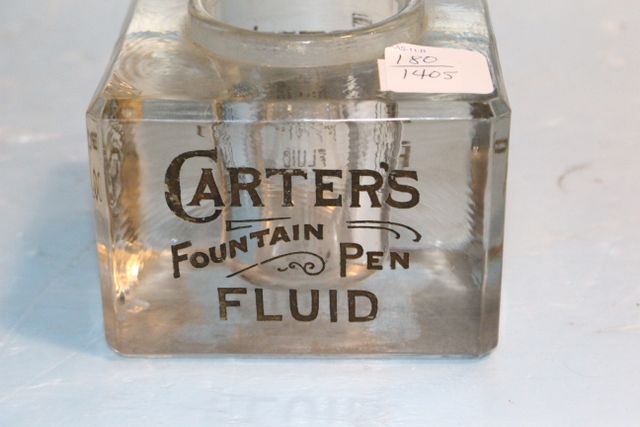 180
1405
CARTER'S
FOUNTAIN PEN
FLUID